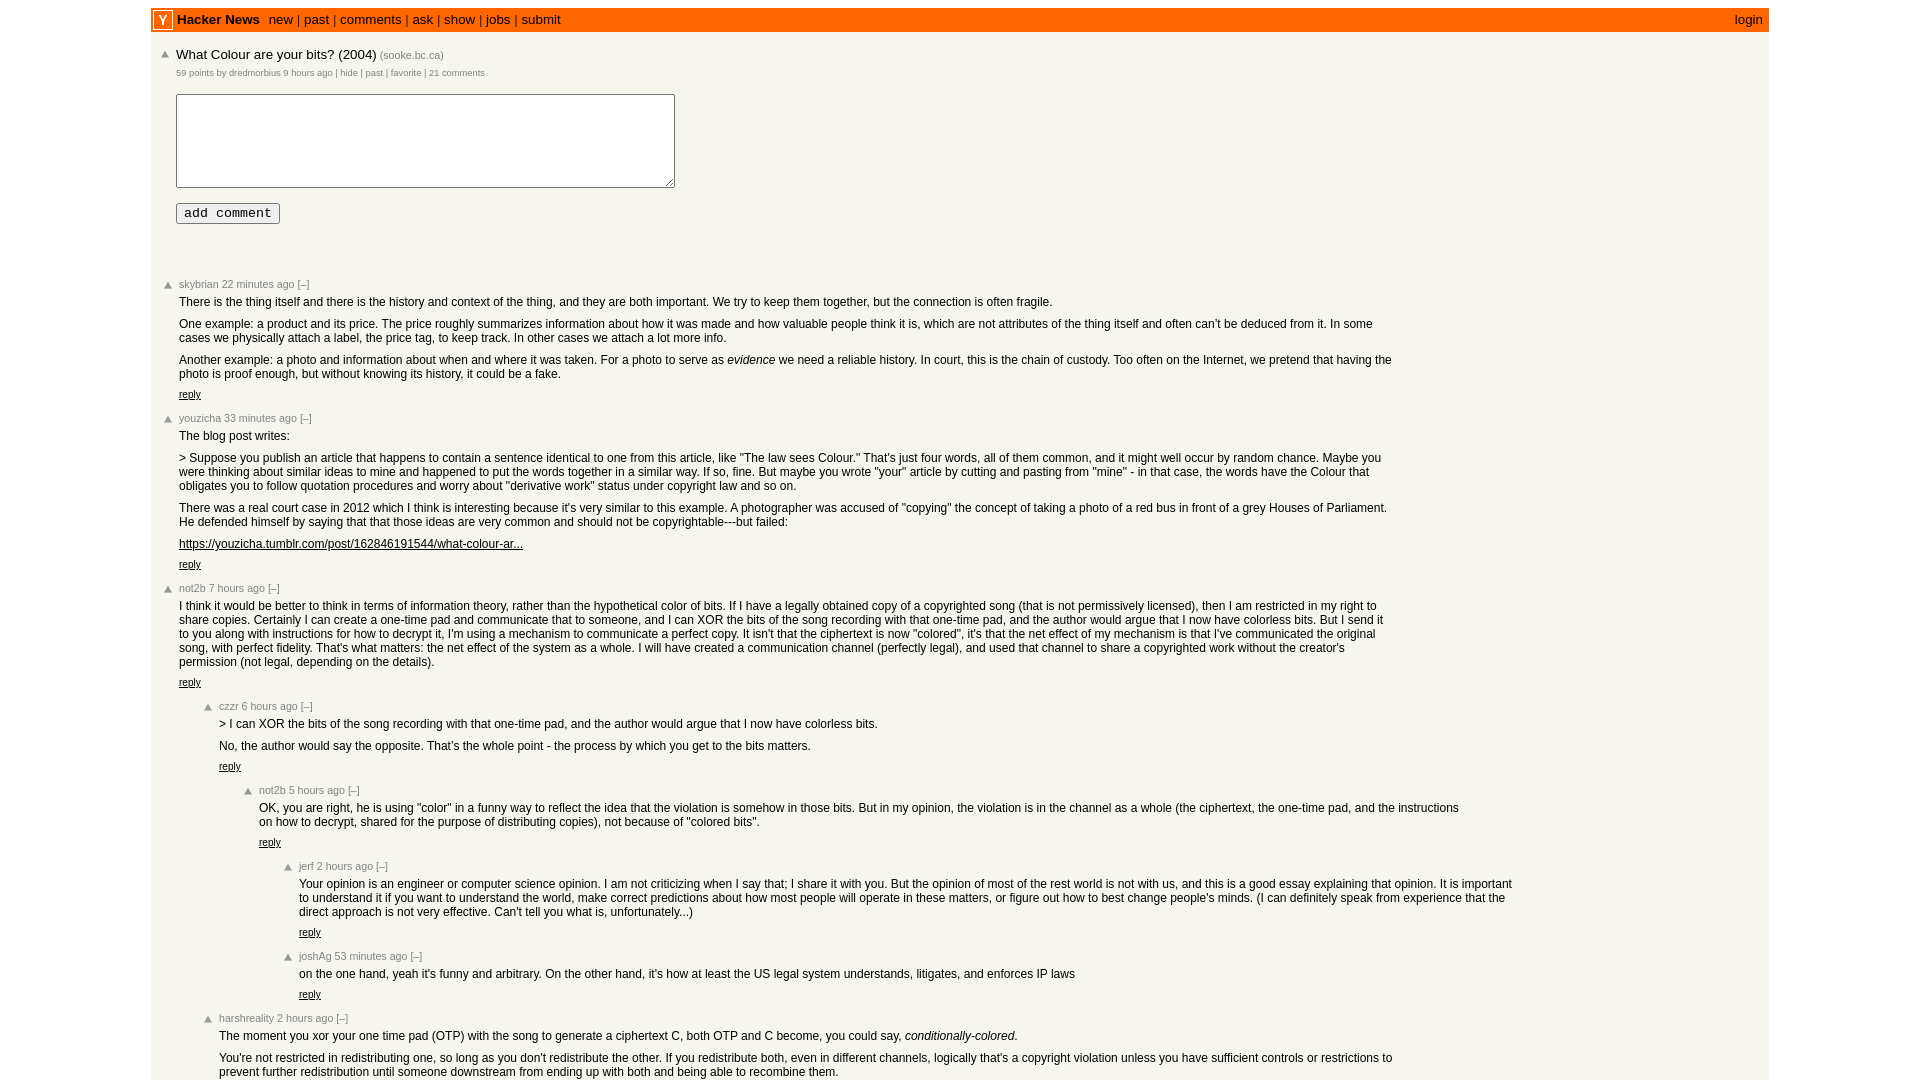 Y Hacker News new | past | comments | ask | show | jobs | submit login
What Colour are your bits? (2004) (sooke.bc.ca)
59 points by dredmorbius 9 hours ago | hide | past | favorite | 21 comments
add comment
skybrian 22 minutes ago [–]
There is the thing itself and there is the history and context of the thing, and they are both important. We try to keep them together, but the connection is often fragile.
One example: a product and its price. The price roughly summarizes information about how it was made and how valuable people think it is, which are not attributes of the thing itself and often can’t be deduced from it. In some
cases we physically attach a label, the price tag, to keep track. In other cases we attach a lot more info.
Another example: a photo and information about when and where it was taken. For a photo to serve as evidence we need a reliable history. In court, this is the chain of custody. Too often on the Internet, we pretend that having the
photo is proof enough, but without knowing its history, it could be a fake.
reply
youzicha 33 minutes ago [–]
The blog post writes:
> Suppose you publish an article that happens to contain a sentence identical to one from this article, like "The law sees Colour." That's just four words, all of them common, and it might well occur by random chance. Maybe you
were thinking about similar ideas to mine and happened to put the words together in a similar way. If so, fine. But maybe you wrote "your" article by cutting and pasting from "mine" - in that case, the words have the Colour that
obligates you to follow quotation procedures and worry about "derivative work" status under copyright law and so on.
There was a real court case in 2012 which I think is interesting because it's very similar to this example. A photographer was accused of "copying" the concept of taking a photo of a red bus in front of a grey Houses of Parliament.
He defended himself by saying that that those ideas are very common and should not be copyrightable---but failed:
https://youzicha.tumblr.com/post/162846191544/what-colour-ar...
reply
not2b 7 hours ago [–]
I think it would be better to think in terms of information theory, rather than the hypothetical color of bits. If I have a legally obtained copy of a copyrighted song (that is not permissively licensed), then I am restricted in my right to
share copies. Certainly I can create a one-time pad and communicate that to someone, and I can XOR the bits of the song recording with that one-time pad, and the author would argue that I now have colorless bits. But I send it
to you along with instructions for how to decrypt it, I'm using a mechanism to communicate a perfect copy. It isn't that the ciphertext is now "colored", it's that the net effect of my mechanism is that I've communicated the original
song, with perfect fidelity. That's what matters: the net effect of the system as a whole. I will have created a communication channel (perfectly legal), and used that channel to share a copyrighted work without the creator's
permission (not legal, depending on the details).
reply
czzr 6 hours ago [–]
> I can XOR the bits of the song recording with that one-time pad, and the author would argue that I now have colorless bits.
No, the author would say the opposite. That’s the whole point - the process by which you get to the bits matters.
reply
not2b 5 hours ago [–]
OK, you are right, he is using "color" in a funny way to reflect the idea that the violation is somehow in those bits. But in my opinion, the violation is in the channel as a whole (the ciphertext, the one-time pad, and the instructions
on how to decrypt, shared for the purpose of distributing copies), not because of "colored bits".
reply
jerf 2 hours ago [–]
Your opinion is an engineer or computer science opinion. I am not criticizing when I say that; I share it with you. But the opinion of most of the rest world is not with us, and this is a good essay explaining that opinion. It is important
to understand it if you want to understand the world, make correct predictions about how most people will operate in these matters, or figure out how to best change people's minds. (I can definitely speak from experience that the
direct approach is not very effective. Can't tell you what is, unfortunately...)
reply
joshAg 53 minutes ago [–]
on the one hand, yeah it's funny and arbitrary. On the other hand, it's how at least the US legal system understands, litigates, and enforces IP laws
reply
harshreality 2 hours ago [–]
The moment you xor your one time pad (OTP) with the song to generate a ciphertext C, both OTP and C become, you could say, conditionally-colored.
You're not restricted in redistributing one, so long as you don't redistribute the other. If you redistribute both, even in different channels, logically that's a copyright violation unless you have sufficient controls or restrictions to
prevent further redistribution until someone downstream from ending up with both and being able to recombine them.